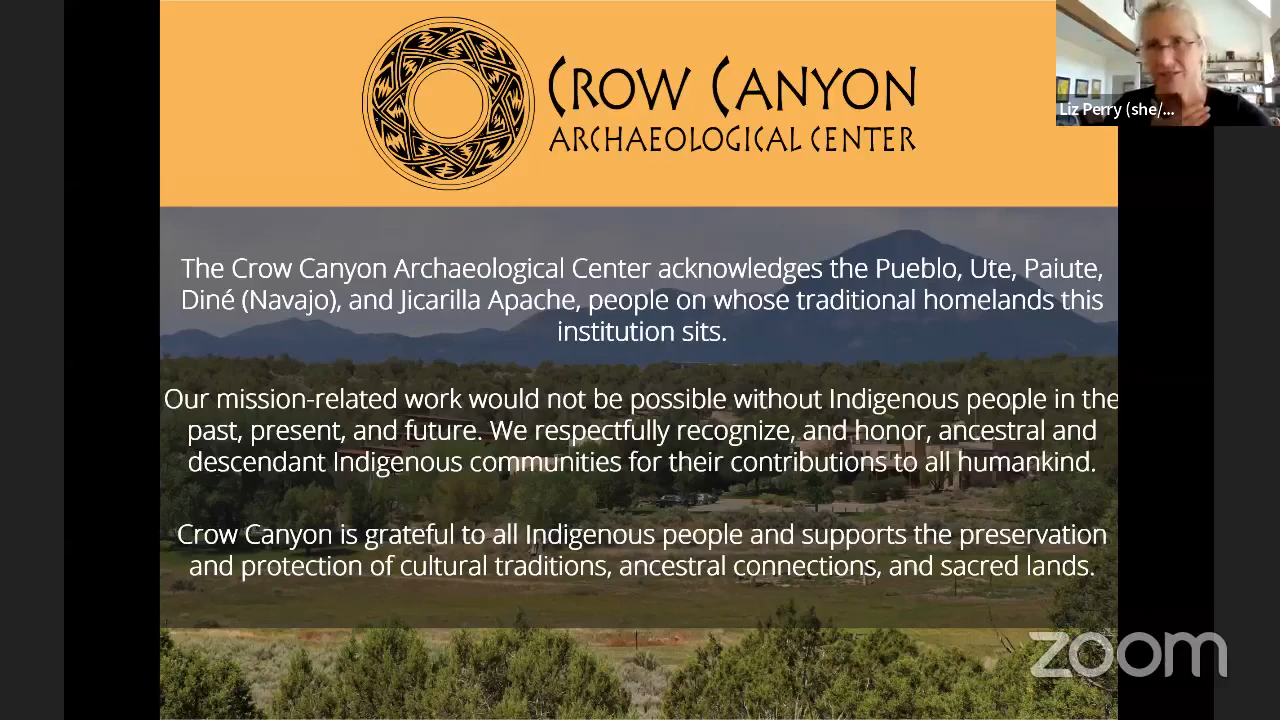 CROW CANYON
ARCHAEOLOGICAL CENTER
Liz Perry (she/...
The Crow Canyon Archaeological Center acknowledges the Pueblo, Ute, Paiute,
Diné (Navajo), and Jicarilla Apache, people on whose traditional homelands this
institution sits.
Our mission-related work would not be possible without Indigenous people in the
past, present, and future. We respectfully recognize, and honor, ancestral and
descendant Indigenous communities for their contributions to all humankind.
Crow Canyon is grateful to all Indigenous people and supports the preservation
and protection of cultural traditions, ancestral connections, and sacred lands.
zoom